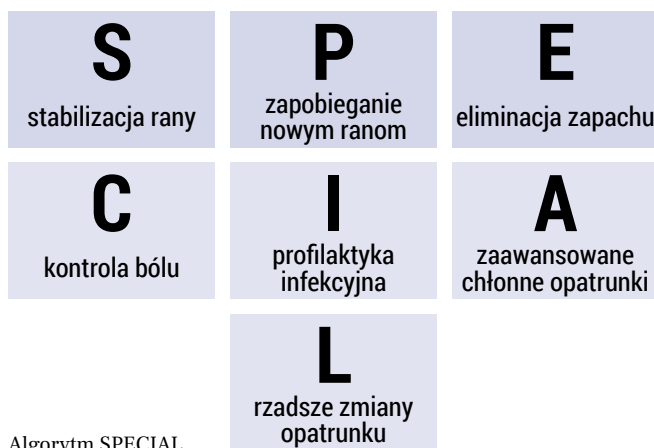 S
stabilizacja rany
P
zapobieganie
nowym ranom
E
eliminacja zapachu
C
kontrola bólu
I
profilaktyka
infekcyjna
A
zaawansowane
chłonne opatrunki
L
rzadsze zmiany
opatrunku
Algorytm SPECIAL